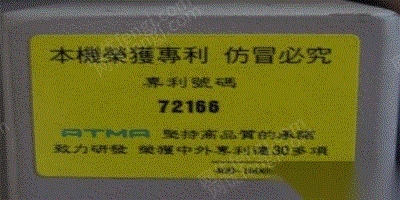 本機榮獲專利 仿冒必究
專利號碼
72166
ATMA 堅持高品質的承諾
致力研發 榮獲中外專利達30多項